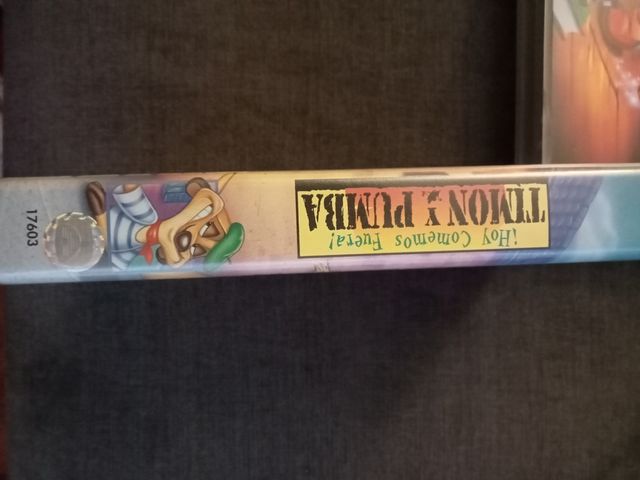 TIMON Y PUMBA
¡Hoy Comemos Fuera!
17603